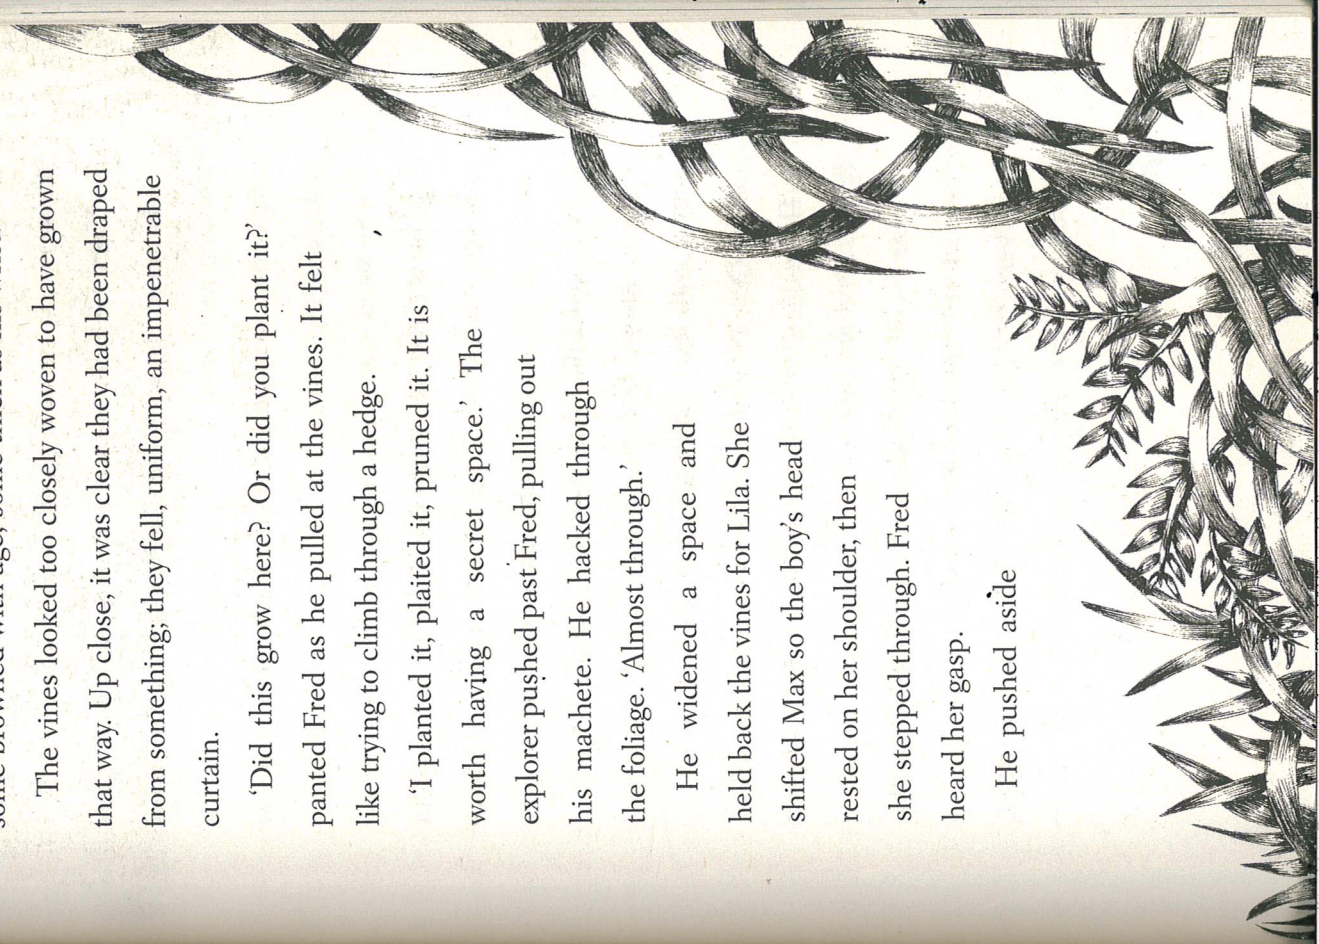 The vines looked too closely woven to have grown
that way. Up close, it was clear they had been draped
from something; they fell, uniform, an impenetrable
curtain.
‘Did this grow here? Or did you plant it?’
panted Fred as he pulled at the vines. It felt
like trying to climb through a hedge.
‘I planted it, plaited it, pruned it. It is
worth having a secret space.’ The
explorer pushed past Fred, pulling out
his machete. He hacked through
the foliage. ‘Almost through.’
He widened a space and
held back the vines for Lila. She
shifted Max so the boy’s head
rested on her shoulder, then
she stepped through. Fred
heard her gasp.
He pushed aside